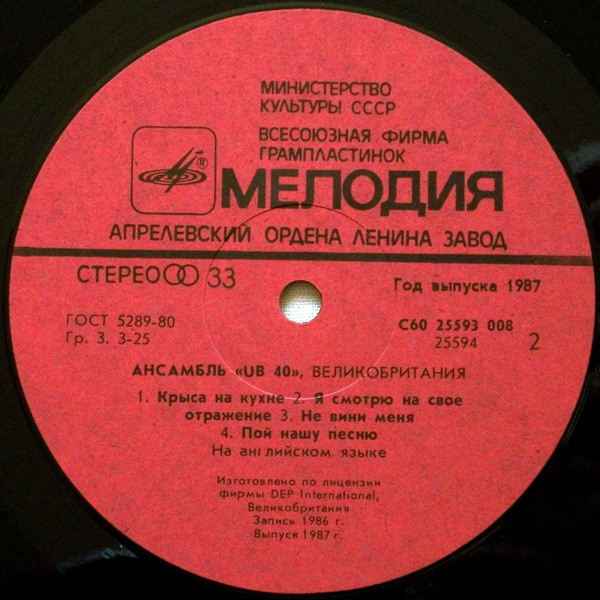 МИНИСТЕРСТВО
КУЛЬТУРЫ СССР
ВСЕСОЮЗНАЯ ФИРМА
ГРАМПЛАСТИНОК
®
МЕЛОДИЯ
АПРЕЛЕВСКИЙ ОРДЕНА ЛЕНИНА ЗАВОД
СТЕРЕО 33
Год выпуска 1987
ГОСТ 5289-80
Гр. 3. 3-25
С60 25593 008
25594
2
АНСАМБЛЬ «UB 40», ВЕЛИКОБРИТАНИЯ
1. Крыса на кухне 2. Я смотрю на свое
отражение 3. Не вини меня
4. Пой нашу песню
На английском языке
Изготовлено по лицензии
фирмы DEP International,
Великобритания
Запись 1986 г.
Выпуск 1987 г.